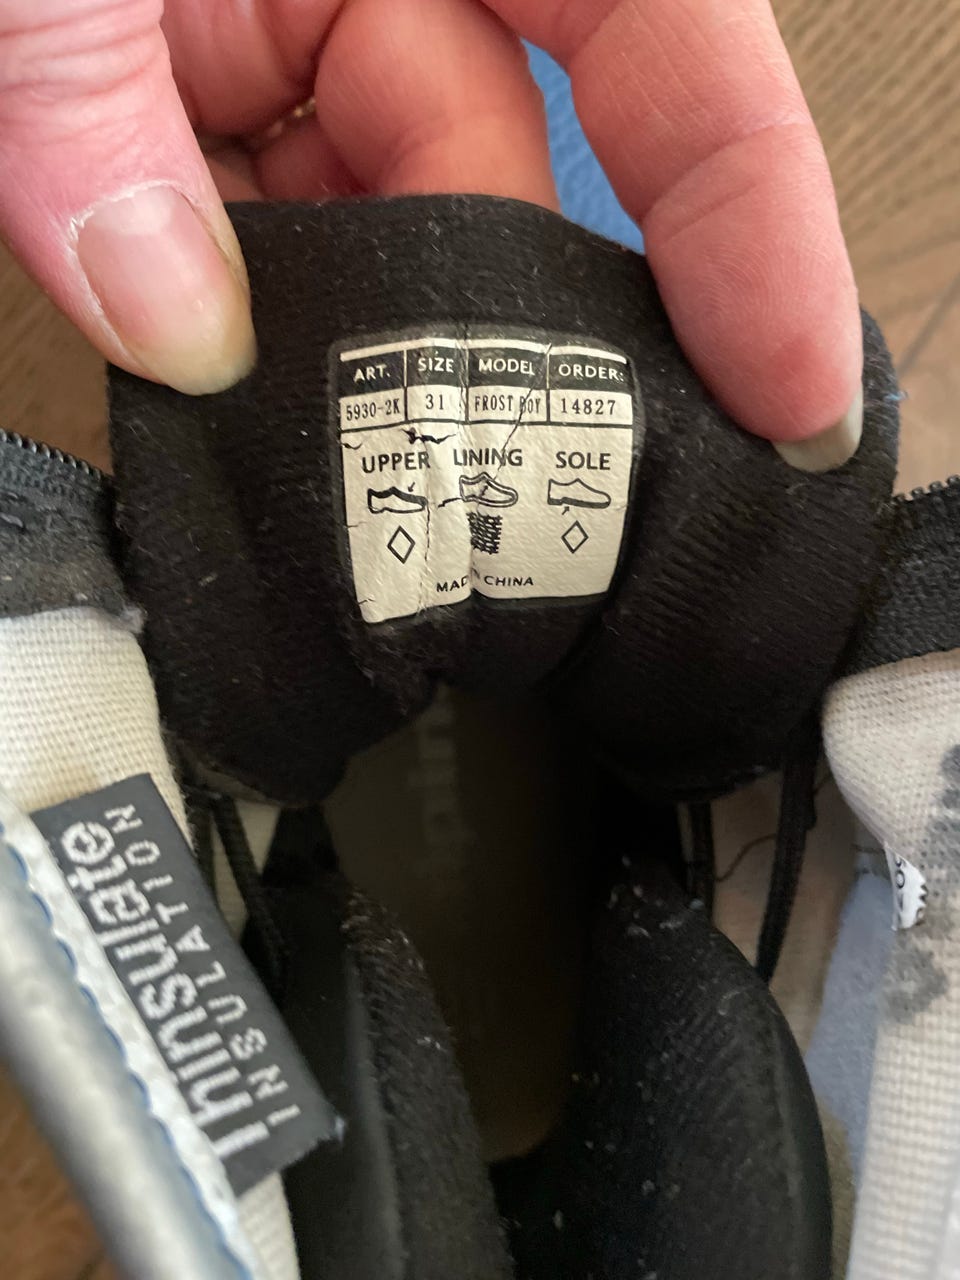 ART. SIZE MODEL ORDER:
5930-2K 31 FROST BOY 14827
UPPER LINING SOLE
MADE IN CHINA
Thinsulate
INSULATION